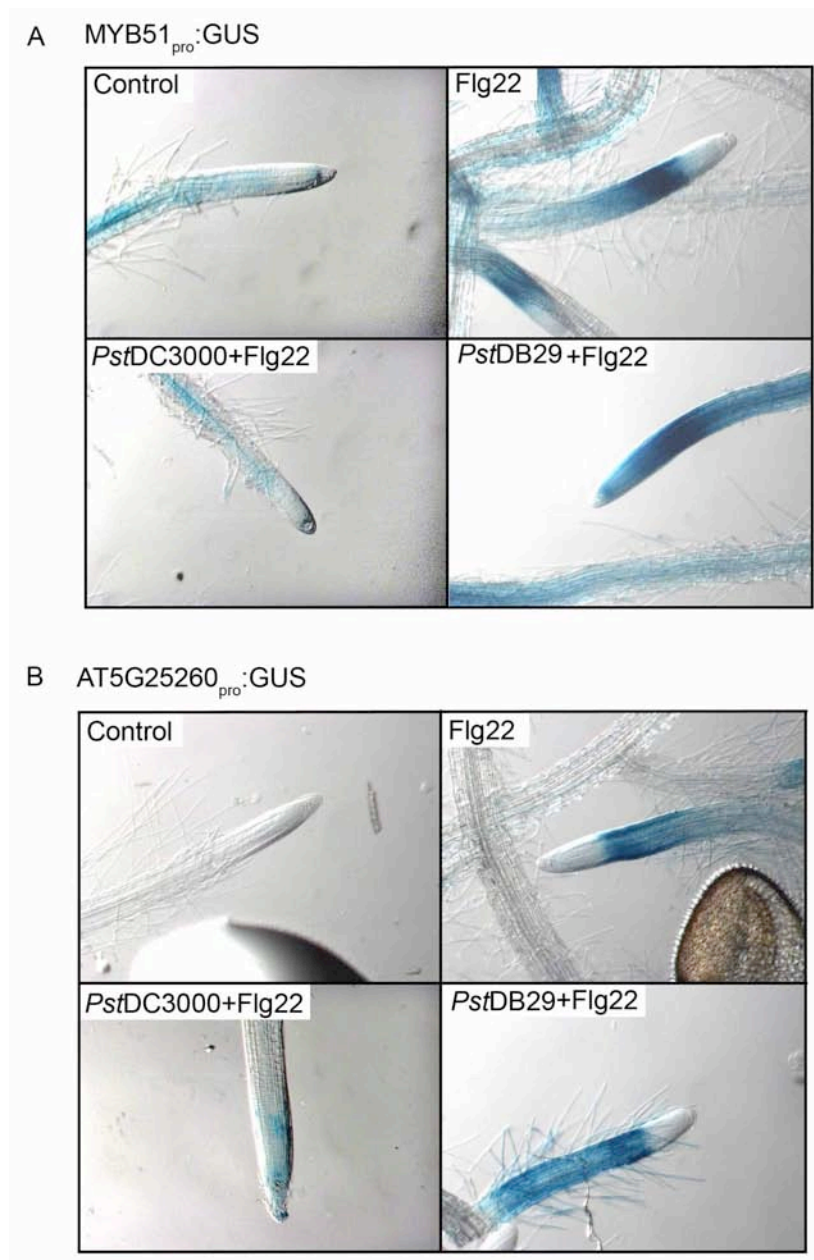 A MYB51pro:GUS
Control
Flg22
PstDC3000+Flg22
PstDB29+Flg22
B AT5G25260pro:GUS
Control
Flg22
PstDC3000+Flg22
PstDB29+Flg22